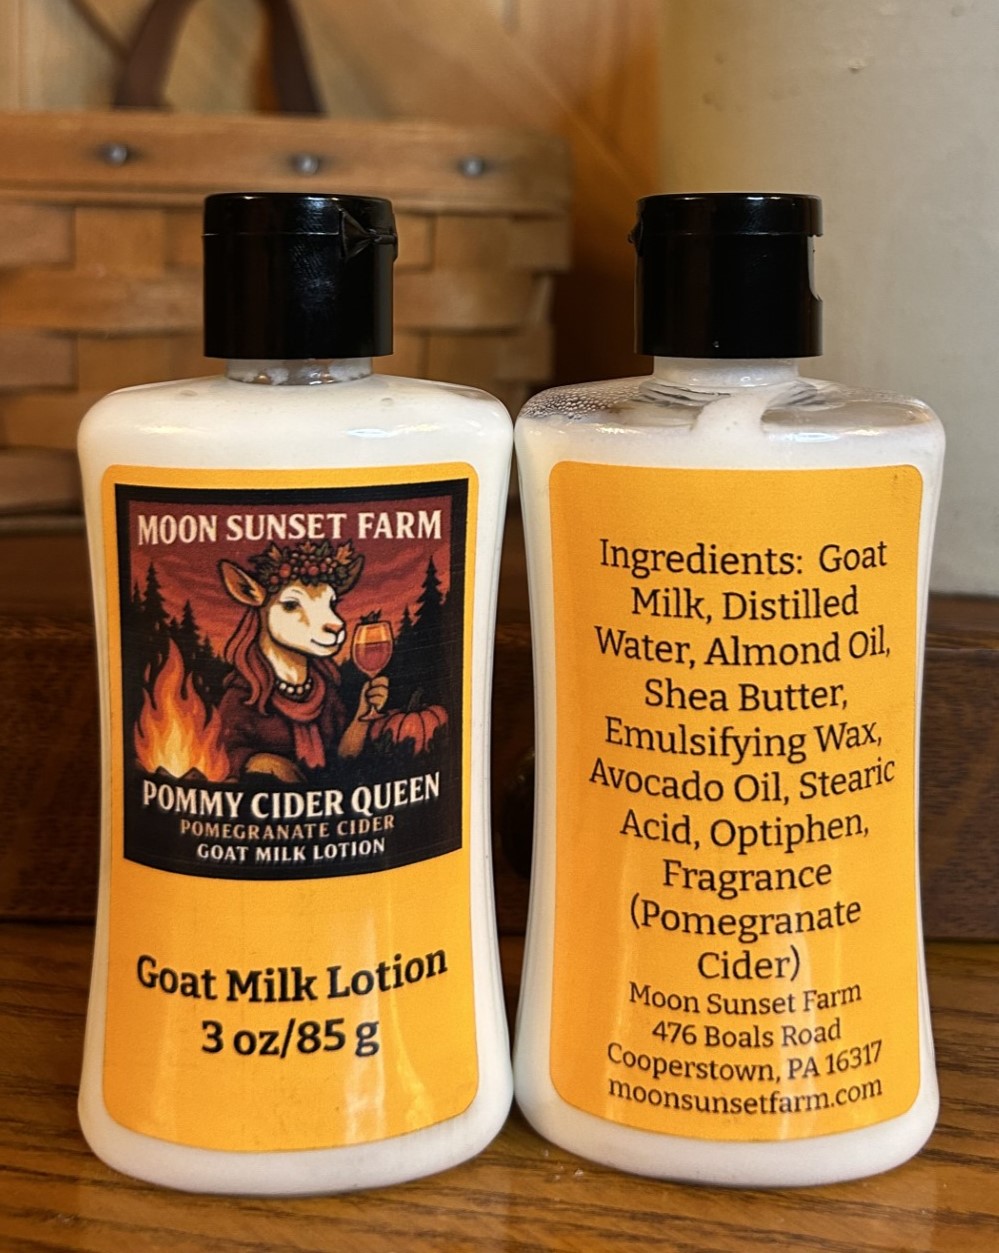 MOON SUNSET FARM
POMMY CIDER QUEEN
POMEGRANATE CIDER
GOAT MILK LOTION
Goat Milk Lotion
3 oz/85 g
Ingredients: Goat
Milk, Distilled
Water, Almond Oil,
Shea Butter,
Emulsifying Wax,
Avocado Oil, Stearic
Acid, Optiphen,
Fragrance
(Pomegranate
Cider)
Moon Sunset Farm
476 Boals Road
Cooperstown, PA 16317
moonsunsetfarm.com